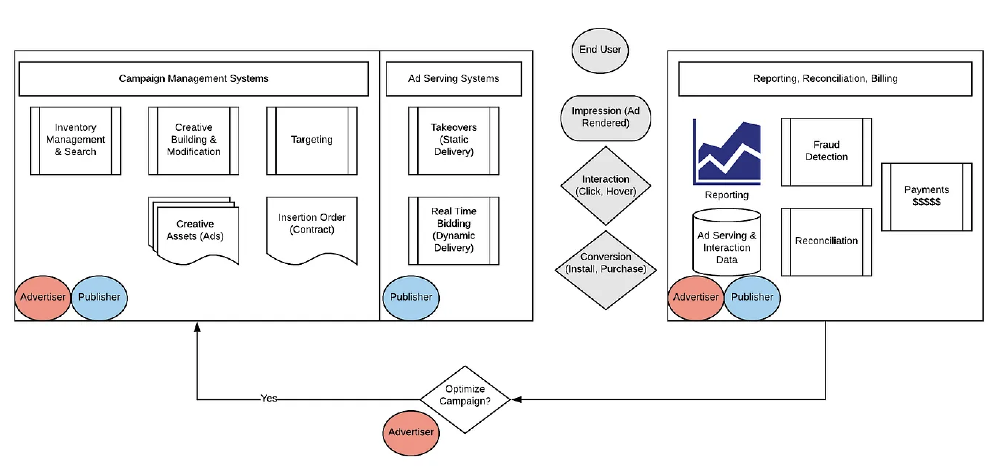 Campaign Management Systems
Inventory
Management
& Search
Creative
Building &
Modification
Targeting
Creative
Assets (Ads)
Insertion Order
(Contract)
Advertiser
Publisher
Ad Serving Systems
Takeovers
(Static
Delivery)
Real Time
Bidding
(Dynamic
Delivery)
Publisher
End User
Impression (Ad
Rendered)
Interaction
(Click, Hover)
Conversion
(Install, Purchase)
Reporting, Reconciliation, Billing
Reporting
Fraud
Detection
Payments
$$$$$
Ad Serving &
Interaction
Data
Reconciliation
Advertiser
Publisher
Optimize
Campaign?
Yes
Advertiser